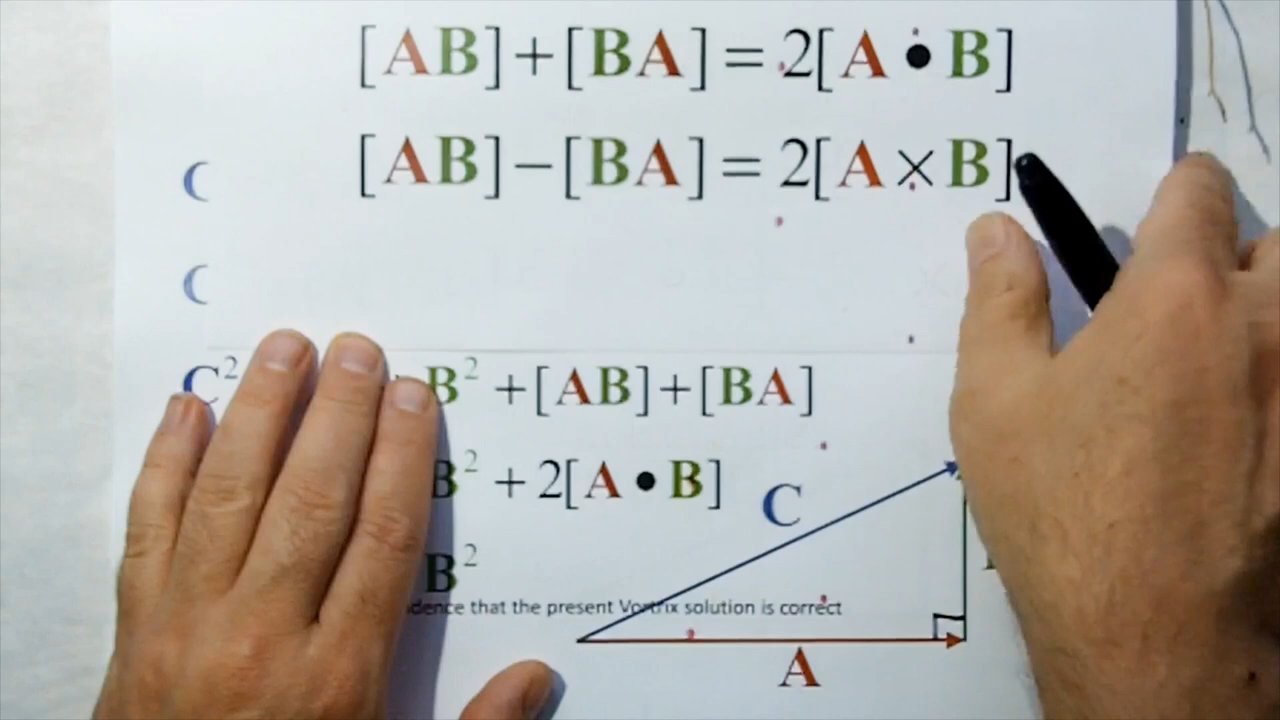 [AB]+[BA]=2[A•B]
[AB]−[BA]=2[A×B]
C
C
C² B² +[AB]+[BA]
B² +2[A•B]
C
B²
that the present Vortrix solution is correct
A